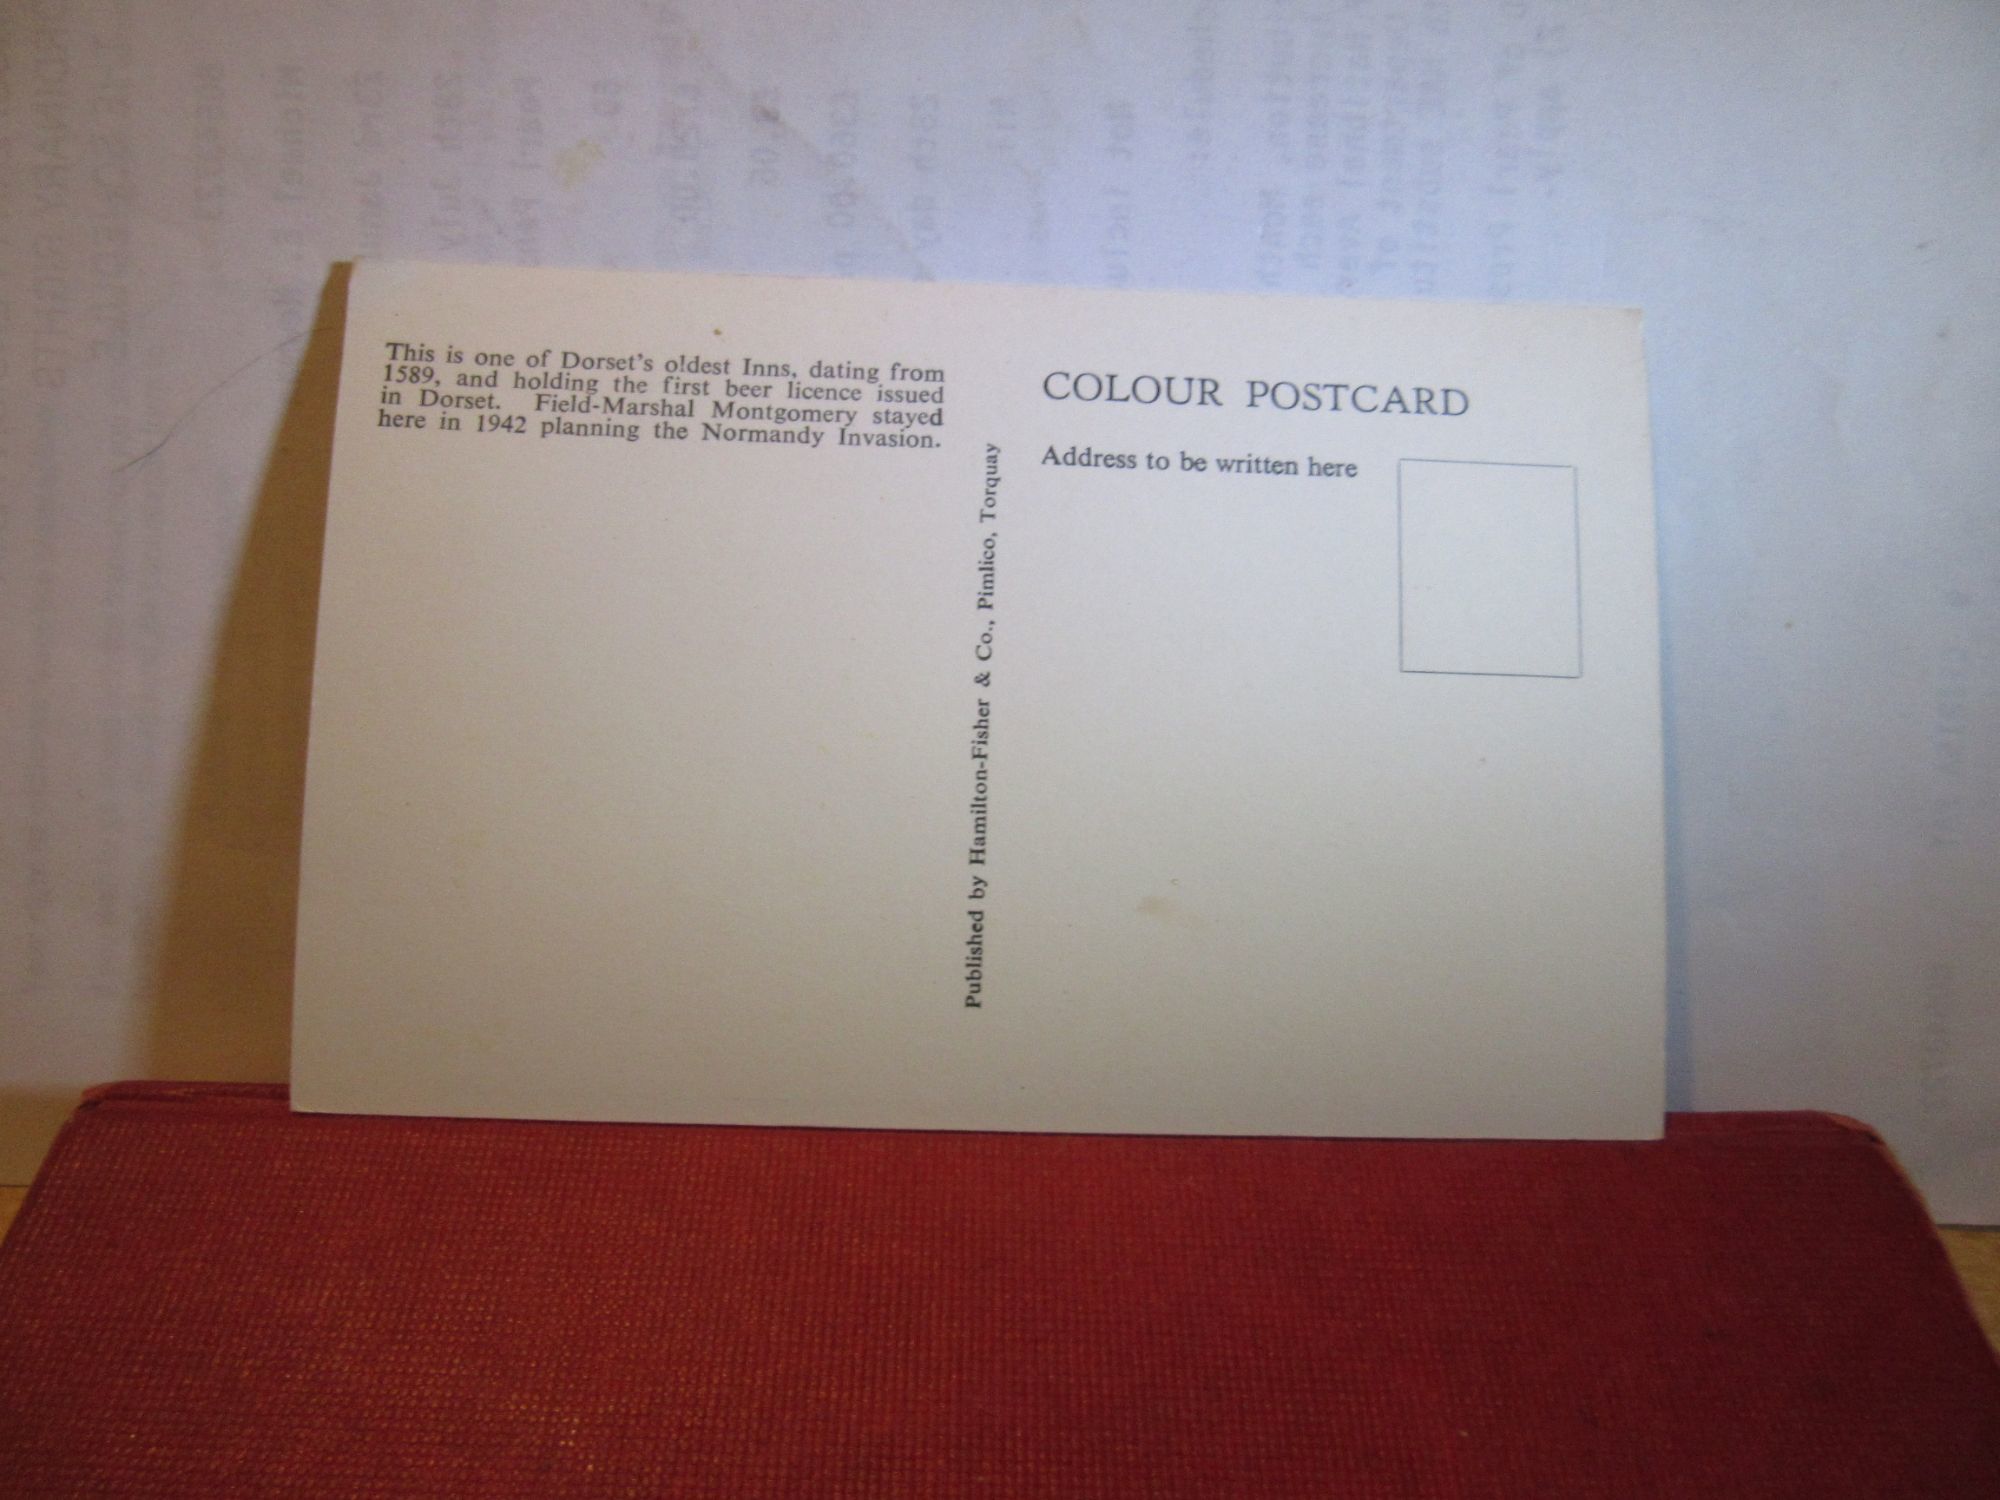 This is one of Dorset's oldest Inns, dating from
1589, and holding the first beer licence issued
in Dorset. Field-Marshal Montgomery stayed
here in 1942 planning the Normandy Invasion.
Published by Hamilton-Fisher & Co., Pimlico, Torquay
COLOUR POSTCARD
Address to be written here